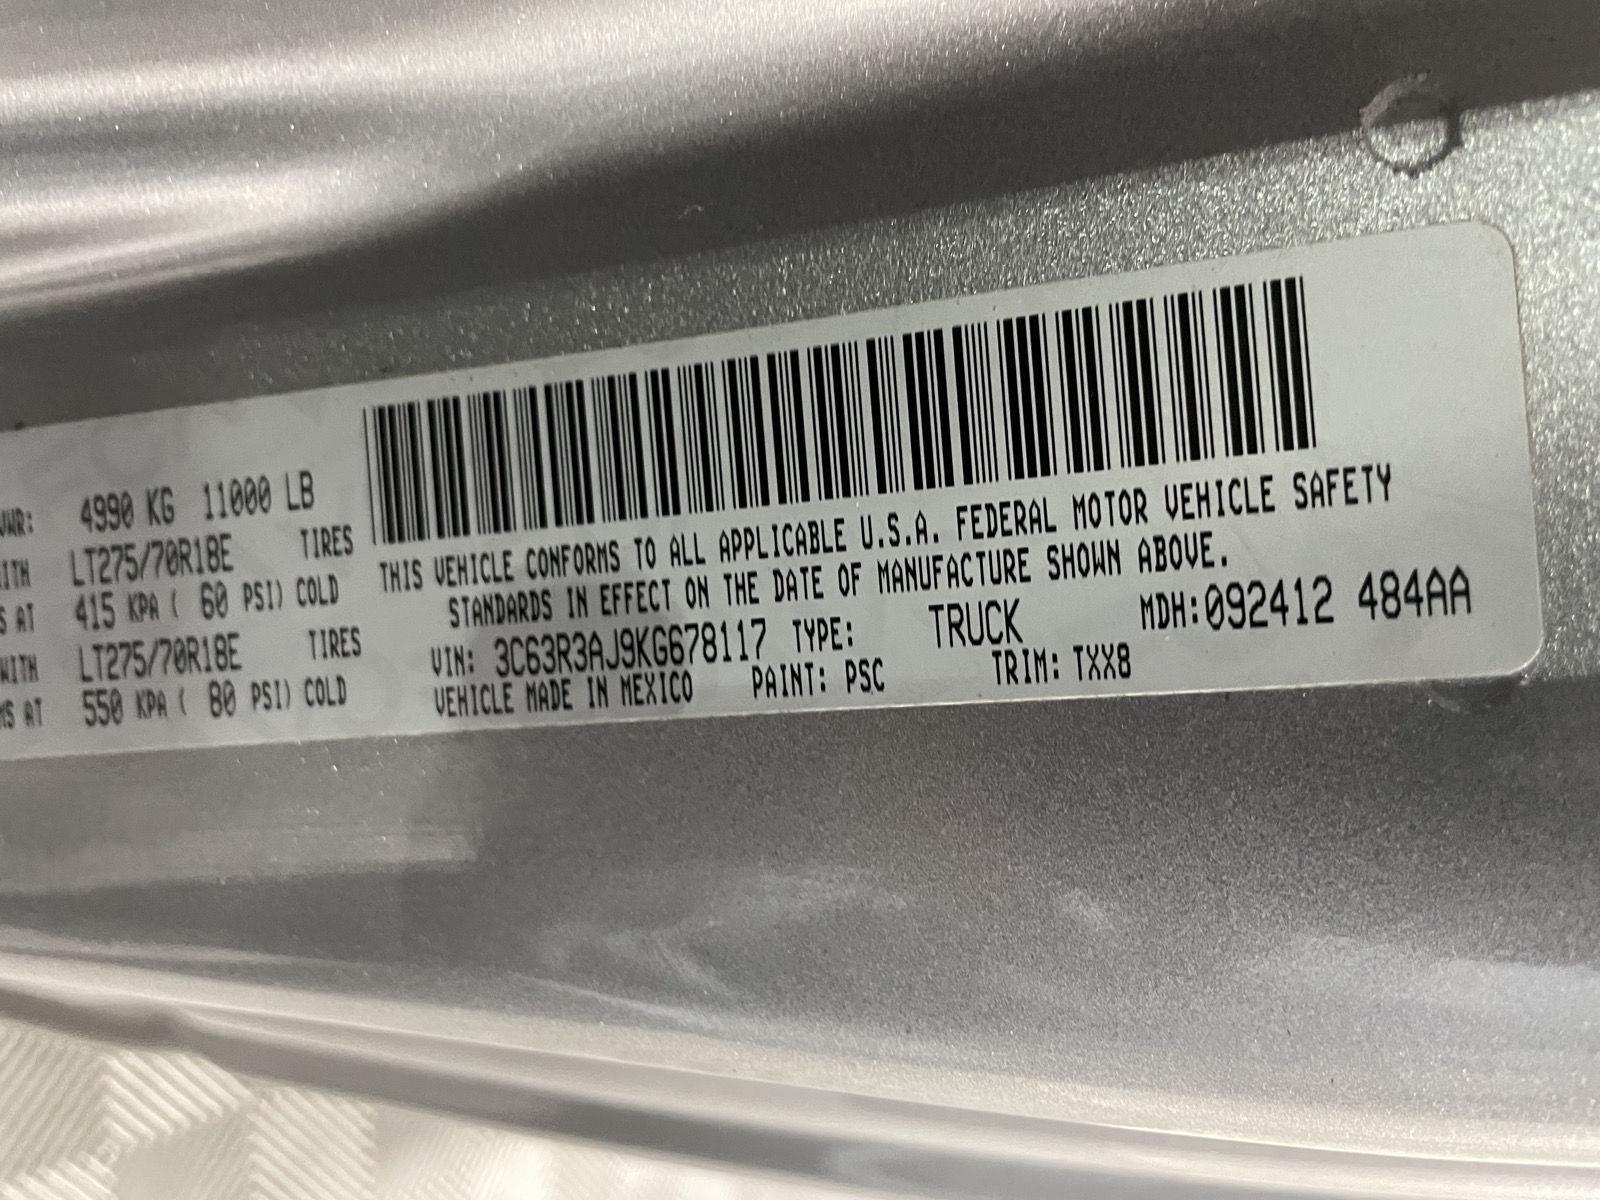 4990 KG 11000 LB
LT275/70R18E TIRES
415 KPA ( 60 PSI) COLD
LT275/70R18E TIRES
550 KPA ( 80 PSI) COLD
THIS VEHICLE CONFORMS TO ALL APPLICABLE U.S.A. FEDERAL MOTOR VEHICLE SAFETY
STANDARDS IN EFFECT ON THE DATE OF MANUFACTURE SHOWN ABOVE.
VIN: 3C63R3AJ9KG678117 TYPE: TRUCK MDH:092412 484AA
VEHICLE MADE IN MEXICO PAINT: PSC TRIM: TXX8